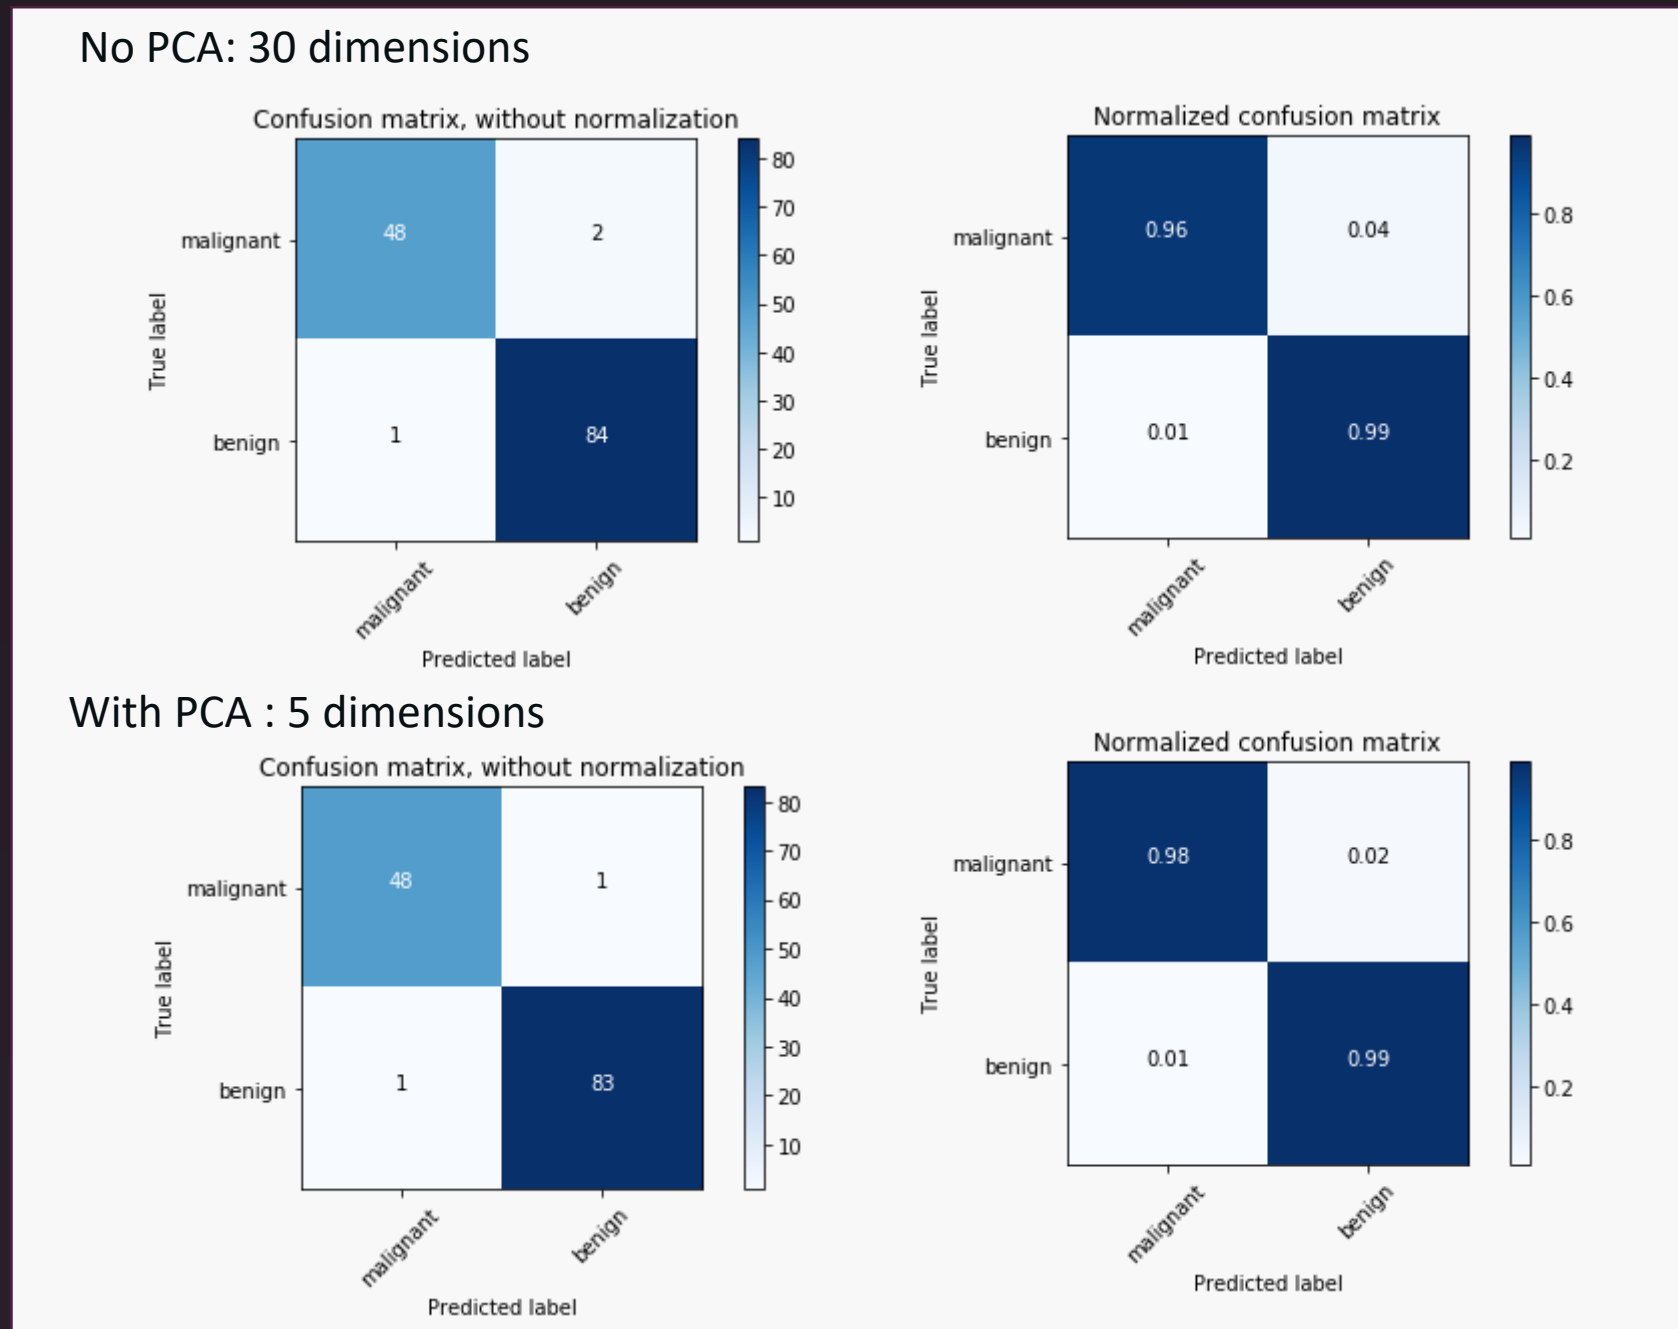 No PCA: 30 dimensions
Confusion matrix, without normalization
malignant
benign
True label
48
2
1
84
malignant
benign
Predicted label
80
70
60
50
40
30
20
10
Normalized confusion matrix
malignant
benign
True label
0.96
0.04
0.01
0.99
malignant
benign
Predicted label
0.8
0.6
0.4
0.2
With PCA : 5 dimensions
Confusion matrix, without normalization
malignant
benign
True label
48
1
1
83
malignant
benign
Predicted label
80
70
60
50
40
30
20
10
Normalized confusion matrix
malignant
benign
True label
0.98
0.02
0.01
0.99
malignant
benign
Predicted label
0.8
0.6
0.4
0.2